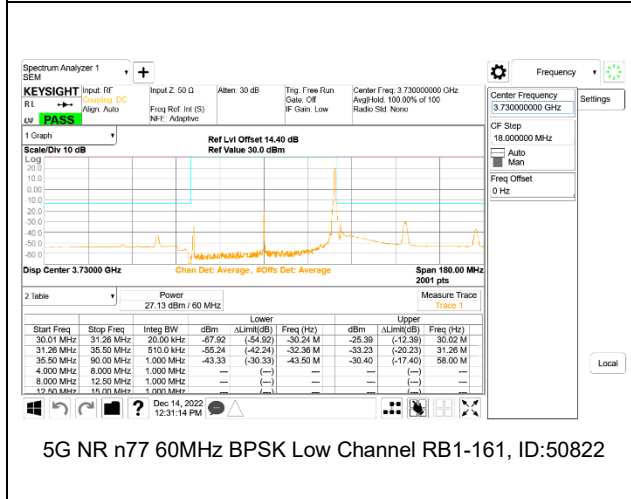 Spectrum Analyzer 1
SEM
Frequency
KEYSIGHT Input: RF Input Z: 50 Ω Atten: 30 dB Trig: Free Run Center Freq: 3.730000000 GHz
RL Coupling: DC Gate: Off Avg|Hold: 100.00% of 100
Align: Auto Freq Ref: Int (S) IF Gain: Low Radio Std: None
PASS NFE: Adaptive
Center Frequency
3.730000000 GHz
Settings
CF Step
18.000000 MHz
Auto
Man
Freq Offset
0 Hz
1 Graph
Ref Lvl Offset 14.40 dB
Scale/Div 10 dB Ref Value 30.0 dBm
Log
20.0
10.0
0.00
-10.0
-20.0
-30.0
-40.0
-50.0
-60.0
Disp Center 3.73000 GHz Chan Det: Average , #Offs Det: Average Span 180.00 MHz
2001 pts
2 Table
Power
27.13 dBm / 60 MHz
Measure Trace
Trace 1
Lower Upper
Start Freq Stop Freq Integ BW dBm ΔLimit(dB) Freq (Hz) dBm ΔLimit(dB) Freq (Hz)
30.01 MHz 31.26 MHz 20.00 kHz -67.92 (-54.92) -30.24 M -25.39 (-12.39) 30.02 M
31.26 MHz 35.50 MHz 510.0 kHz -55.24 (-42.24) -32.36 M -33.23 (-20.23) 31.26 M
35.50 MHz 90.00 MHz 1.000 MHz -43.33 (-30.33) -43.50 M -30.40 (-17.40) 58.00 M
4.000 MHz 8.000 MHz 1.000 MHz --- (---) --- --- (---) ---
8.000 MHz 12.50 MHz 1.000 MHz --- (---) --- --- (---) ---
12.50 MHz 15.00 MHz 1.000 MHz --- (---) --- --- (---) ---
Local
Dec 14, 2022
12:31:14 PM
5G NR n77 60MHz BPSK Low Channel RB1-161, ID:50822